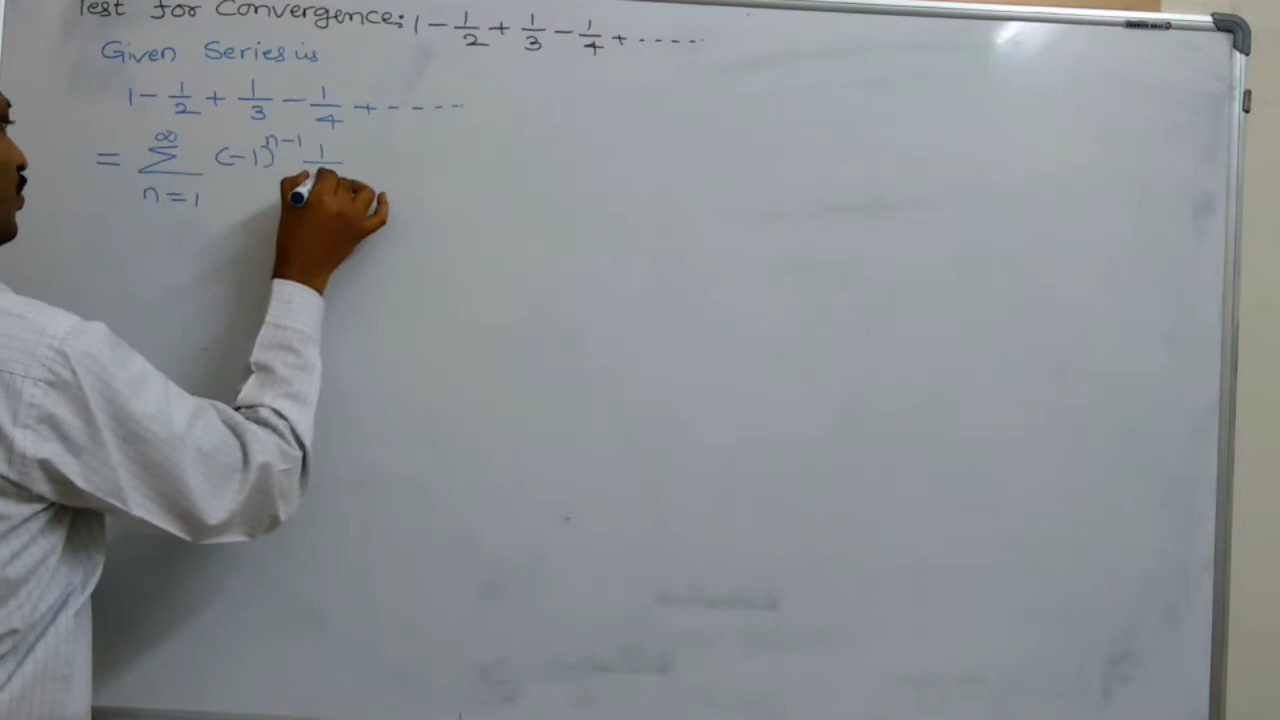 Test for Convergence: 1 - 1/2 + 1/3 - 1/4 + -----
Given Series is
1 - 1/2 + 1/3 - 1/4 + -----
= ∑_{n=1}^{∞} (-1)^{n-1} 1/